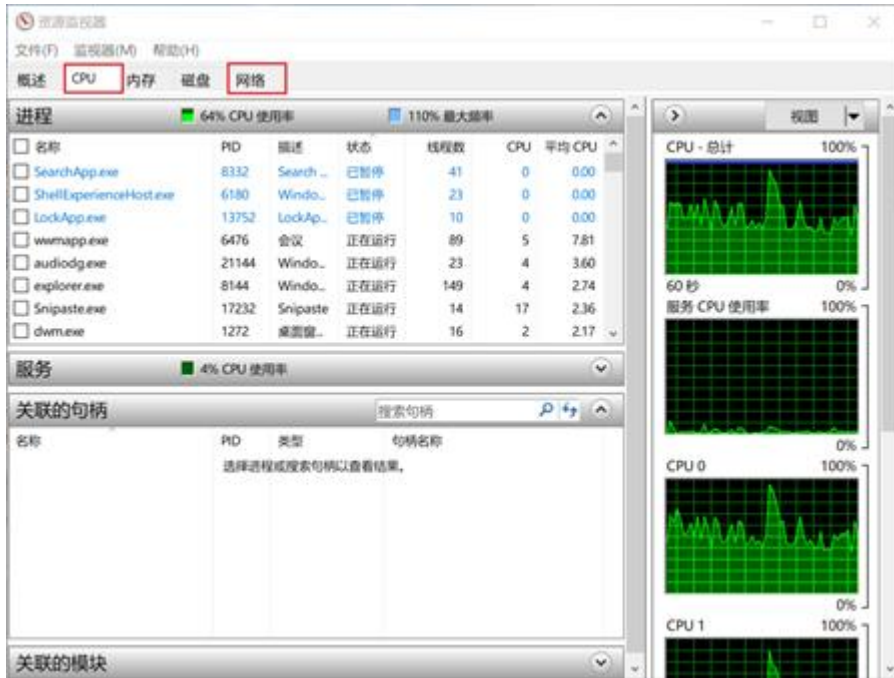 资源监视器
文件(F) 监视器(M) 帮助(H)
概述 CPU 内存 磁盘 网络
进程 64% CPU 使用率 110% 最大频率
名称 PID 描述 状态 线程数 CPU 平均 CPU
SearchApp.exe 8332 Search ... 已暂停 41 0 0.00
ShellExperienceHost.exe 6180 Windo... 已暂停 23 0 0.00
LockApp.exe 13752 LockAp... 已暂停 10 0 0.00
wwmapp.exe 6476 会议 正在运行 89 5 7.81
audiodg.exe 21144 Windo... 正在运行 23 4 3.60
explorer.exe 8144 Windo... 正在运行 149 4 2.74
Snipaste.exe 17232 Snipaste 正在运行 14 17 2.36
dwm.exe 1272 桌面窗... 正在运行 16 2 2.17
服务 4% CPU 使用率
关联的句柄 搜索句柄
名称 PID 类型 句柄名称
选择进程或搜索句柄以查看结果。
关联的模块
视图
CPU - 总计 100%
60 秒 0%
服务 CPU 使用率 100%
0%
CPU 0 100%
0%
CPU 1 100%